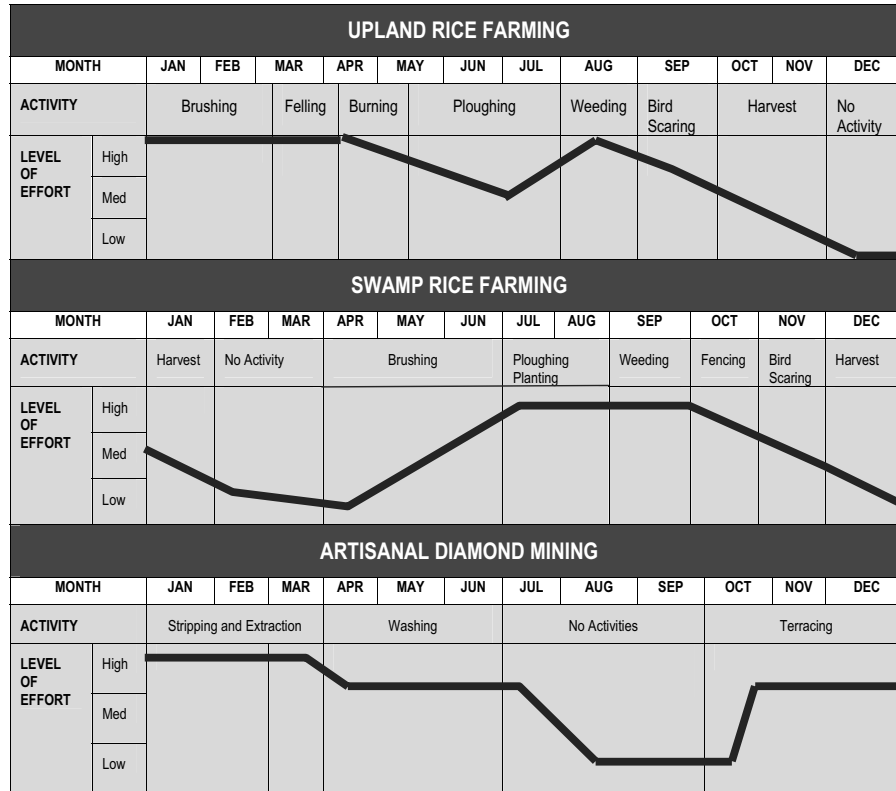 UPLAND RICE FARMING
MONTH JAN FEB MAR APR MAY JUN JUL AUG SEP OCT NOV DEC
ACTIVITY Brushing Felling Burning Ploughing Weeding Bird Scaring Harvest No Activity
LEVEL OF EFFORT
High
Med
Low
SWAMP RICE FARMING
MONTH JAN FEB MAR APR MAY JUN JUL AUG SEP OCT NOV DEC
ACTIVITY Harvest No Activity Brushing Ploughing Planting Weeding Fencing Bird Scaring Harvest
LEVEL OF EFFORT
High
Med
Low
ARTISANAL DIAMOND MINING
MONTH JAN FEB MAR APR MAY JUN JUL AUG SEP OCT NOV DEC
ACTIVITY Stripping and Extraction Washing No Activities Terracing
LEVEL OF EFFORT
High
Med
Low